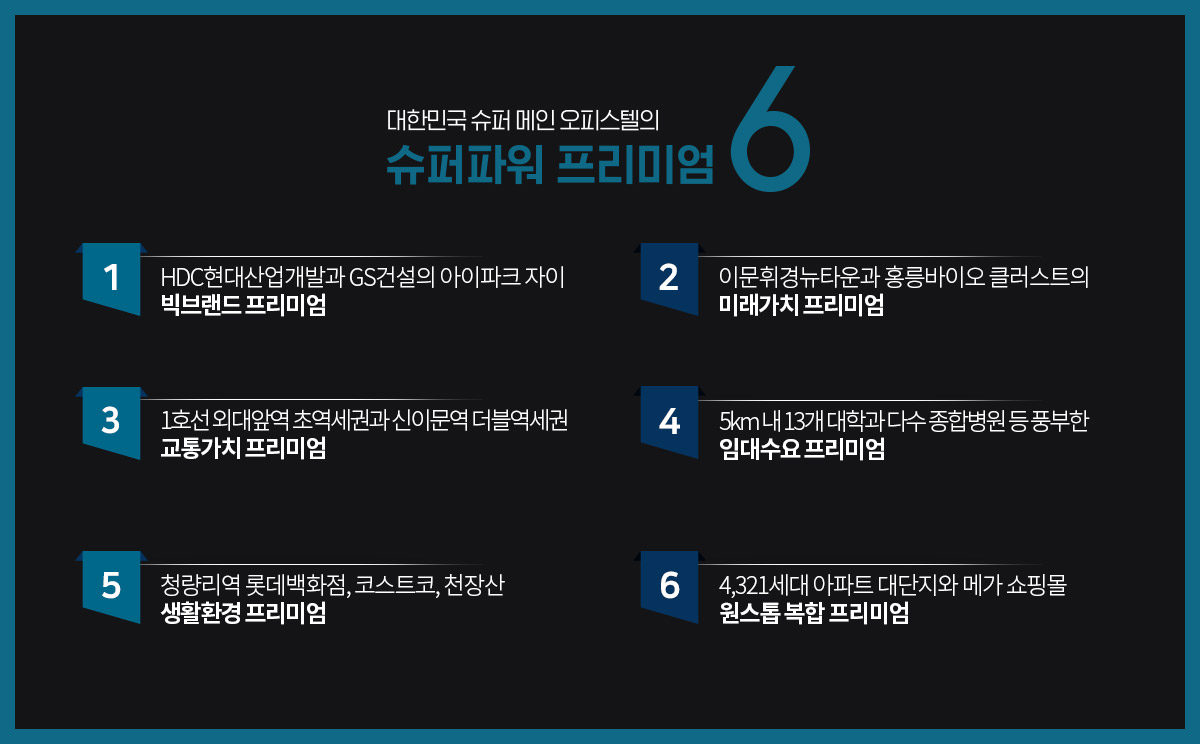 대한민국 슈퍼 메인 오피스텔의
슈퍼파워 프리미엄 6
1
HDC현대산업개발과 GS건설의 아이파크 자이
빅브랜드 프리미엄
2
이문휘경뉴타운과 홍릉바이오 클러스트의
미래가치 프리미엄
3
1호선 외대앞역 초역세권과 신이문역 더블역세권
교통가치 프리미엄
4
5km 내 13개 대학과 다수 종합병원 등 풍부한
임대수요 프리미엄
5
청량리역 롯데백화점, 코스트코, 천장산
생활환경 프리미엄
6
4,321세대 아파트 대단지와 메가 쇼핑몰
원스톱 복합 프리미엄